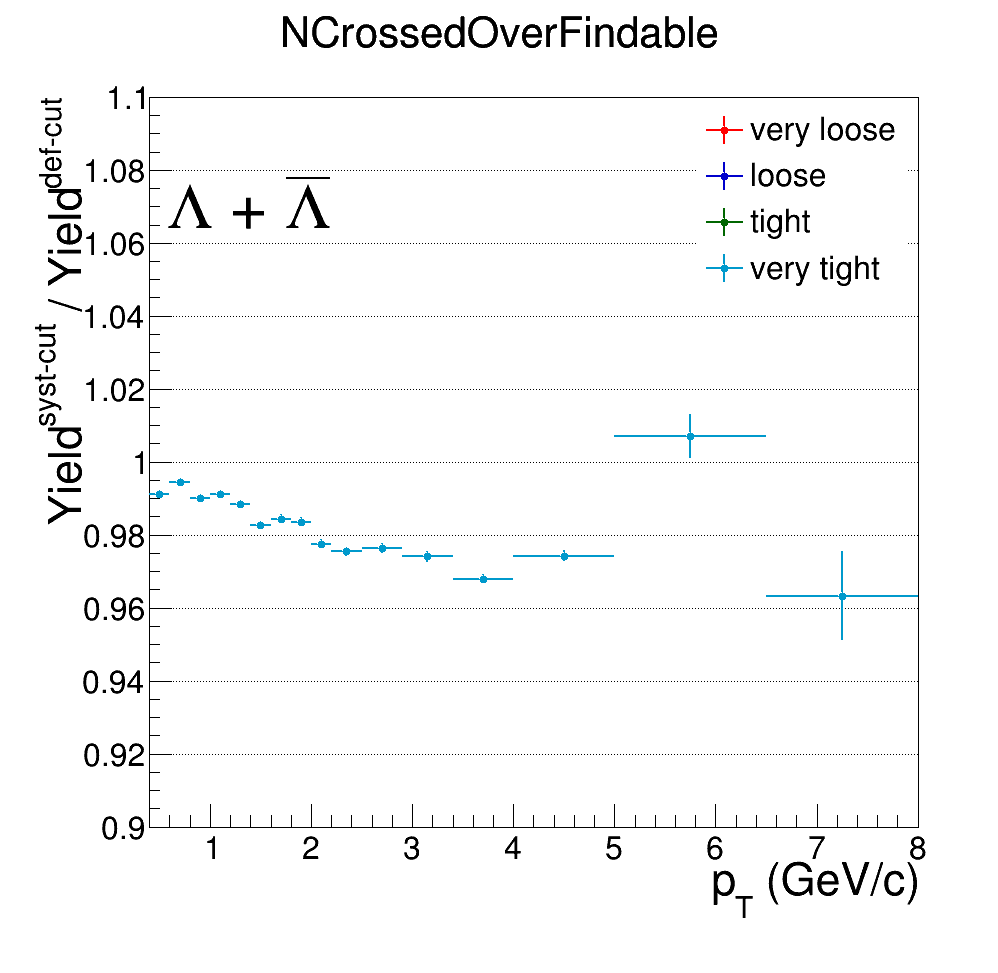 NCrossedOverFindable
Yield^syst-cut / Yield^def-cut
1.1
1.08
1.06
1.04
1.02
1
0.98
0.96
0.94
0.92
0.9
Λ + Λ̅
very loose
loose
tight
very tight
1 2 3 4 5 6 7 8
p_T (GeV/c)